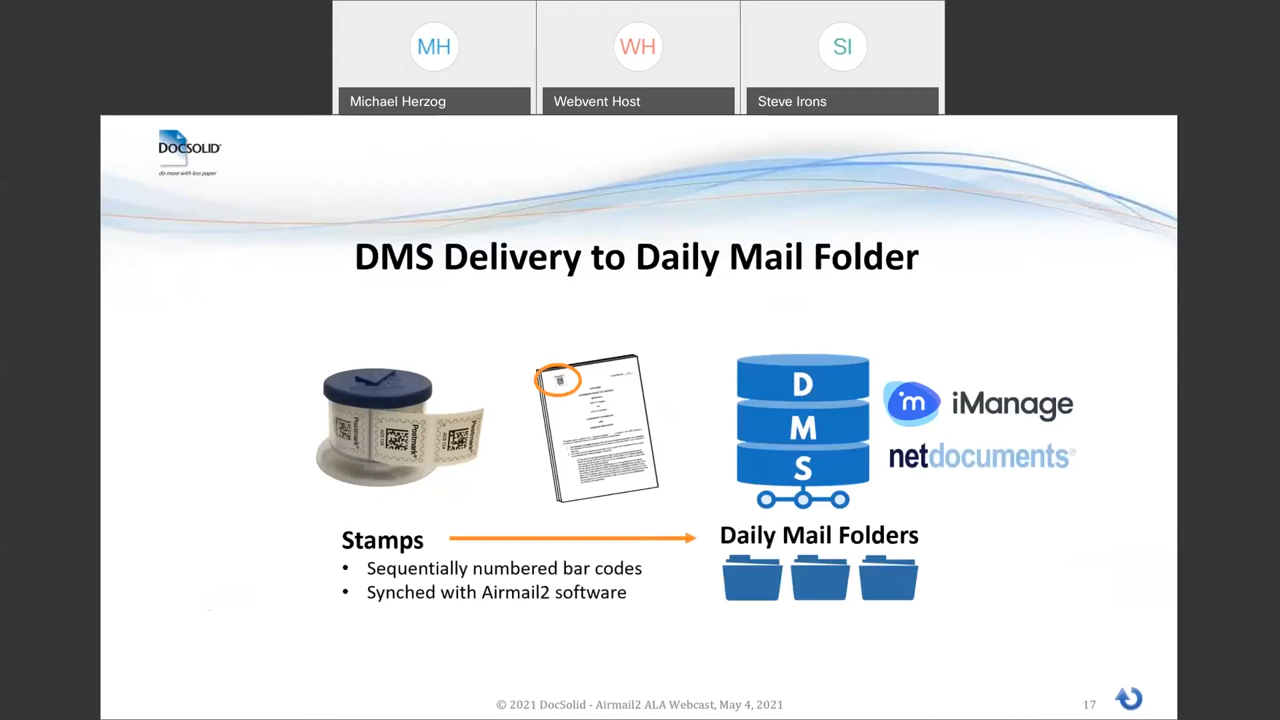 MH
WH
SI
Michael Herzog
Webvent Host
Steve Irons
DOCSOLID®
do more with less paper
DMS Delivery to Daily Mail Folder
Postmark®
Postmark®
D
M
S
m
iManage
netdocuments®
Stamps
• Sequentially numbered bar codes
• Synched with Airmail2 software
Daily Mail Folders
© 2021 DocSolid - Airmail2 ALA Webcast, May 4, 2021
17